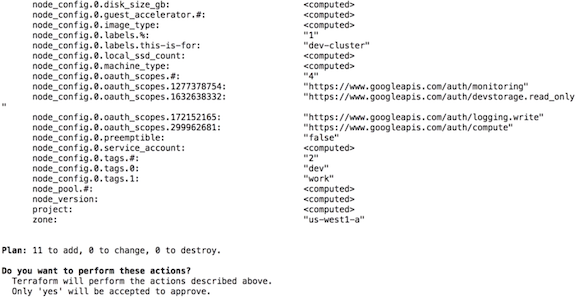 node_config.0.disk_size_gb: <computed>
node_config.0.guest_accelerator.#: <computed>
node_config.0.image_type: <computed>
node_config.0.labels.%: "1"
node_config.0.labels.this-is-for: "dev-cluster"
node_config.0.local_ssd_count: <computed>
node_config.0.machine_type: <computed>
node_config.0.oauth_scopes.#: "4"
node_config.0.oauth_scopes.1277378754: "https://www.googleapis.com/auth/monitoring"
node_config.0.oauth_scopes.1632638332: "https://www.googleapis.com/auth/devstorage.read_only
"
node_config.0.oauth_scopes.172152165: "https://www.googleapis.com/auth/logging.write"
node_config.0.oauth_scopes.299962681: "https://www.googleapis.com/auth/compute"
node_config.0.preemptible: "false"
node_config.0.service_account: <computed>
node_config.0.tags.#: "2"
node_config.0.tags.0: "dev"
node_config.0.tags.1: "work"
node_pool.#: <computed>
node_version: <computed>
project: <computed>
zone: "us-west1-a"
Plan: 11 to add, 0 to change, 0 to destroy.
Do you want to perform these actions?
Terraform will perform the actions described above.
Only 'yes' will be accepted to approve.